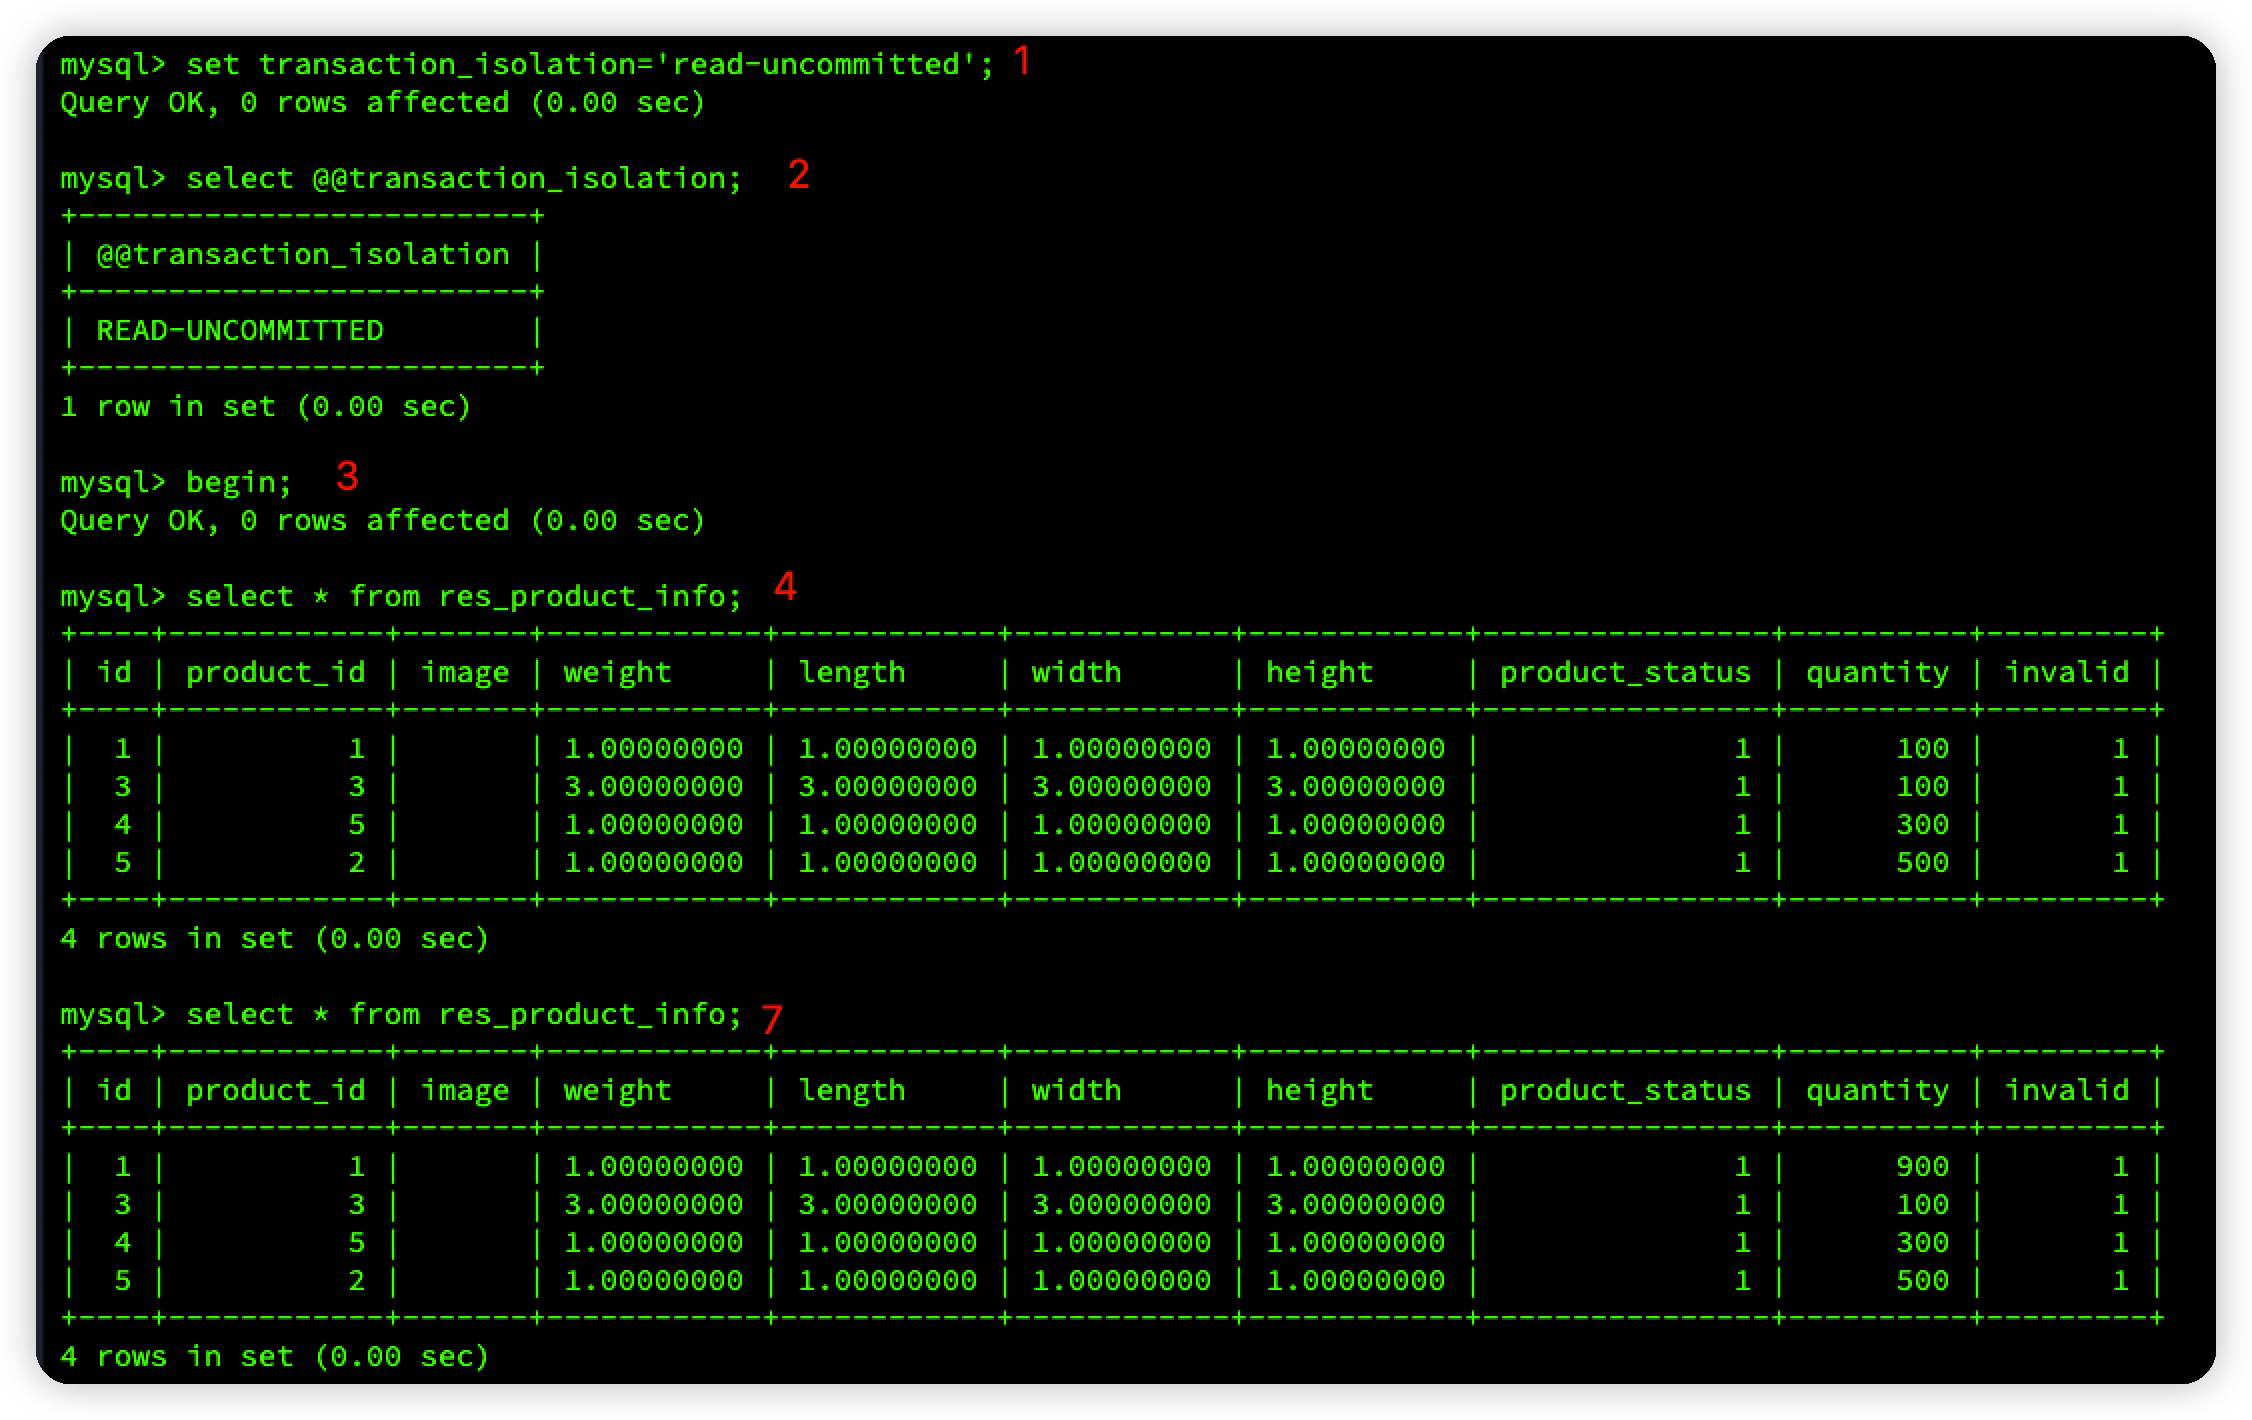 mysql> set transaction_isolation='read-uncommitted'; 1
Query OK, 0 rows affected (0.00 sec)
mysql> select @@transaction_isolation; 2
+-------------------------+
| @@transaction_isolation |
+-------------------------+
| READ-UNCOMMITTED        |
+-------------------------+
1 row in set (0.00 sec)
mysql> begin; 3
Query OK, 0 rows affected (0.00 sec)
mysql> select * from res_product_info; 4
+----+------------+-------+------------+------------+------------+------------+----------------+----------+---------+
| id | product_id | image | weight     | length     | width      | height     | product_status | quantity | invalid |
+----+------------+-------+------------+------------+------------+------------+----------------+----------+---------+
|  1 |          1 |       | 1.00000000 | 1.00000000 | 1.00000000 | 1.00000000 |              1 |      100 |       1 |
|  3 |          3 |       | 3.00000000 | 3.00000000 | 3.00000000 | 3.00000000 |              1 |      100 |       1 |
|  4 |          5 |       | 1.00000000 | 1.00000000 | 1.00000000 | 1.00000000 |              1 |      300 |       1 |
|  5 |          2 |       | 1.00000000 | 1.00000000 | 1.00000000 | 1.00000000 |              1 |      500 |       1 |
+----+------------+-------+------------+------------+------------+------------+----------------+----------+---------+
4 rows in set (0.00 sec)
mysql> select * from res_product_info; 7
+----+------------+-------+------------+------------+------------+------------+----------------+----------+---------+
| id | product_id | image | weight     | length     | width      | height     | product_status | quantity | invalid |
+----+------------+-------+------------+------------+------------+------------+----------------+----------+---------+
|  1 |          1 |       | 1.00000000 | 1.00000000 | 1.00000000 | 1.00000000 |              1 |      900 |       1 |
|  3 |          3 |       | 3.00000000 | 3.00000000 | 3.00000000 | 3.00000000 |              1 |      100 |       1 |
|  4 |          5 |       | 1.00000000 | 1.00000000 | 1.00000000 | 1.00000000 |              1 |      300 |       1 |
|  5 |          2 |       | 1.00000000 | 1.00000000 | 1.00000000 | 1.00000000 |              1 |      500 |       1 |
+----+------------+-------+------------+------------+------------+------------+----------------+----------+---------+
4 rows in set (0.00 sec)